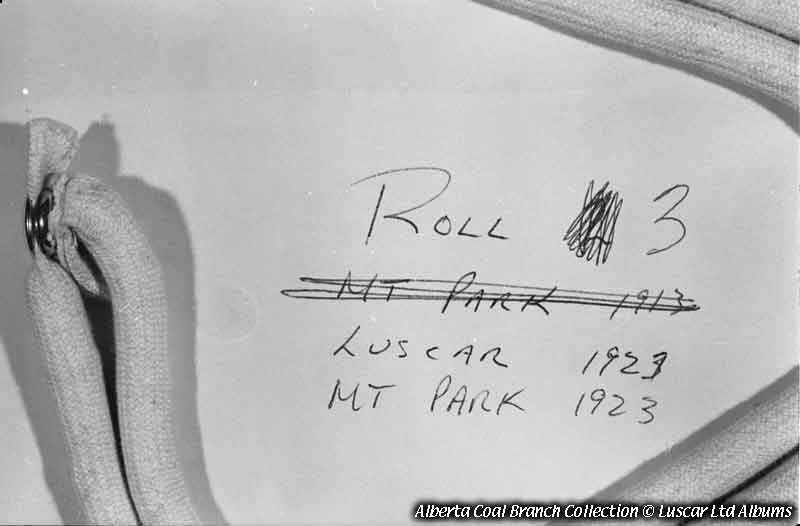 ROLL 3
MT PARK 1913
LUSCAR 1923
MT PARK 1923
Alberta Coal Branch Collection © Luscar Ltd Albums